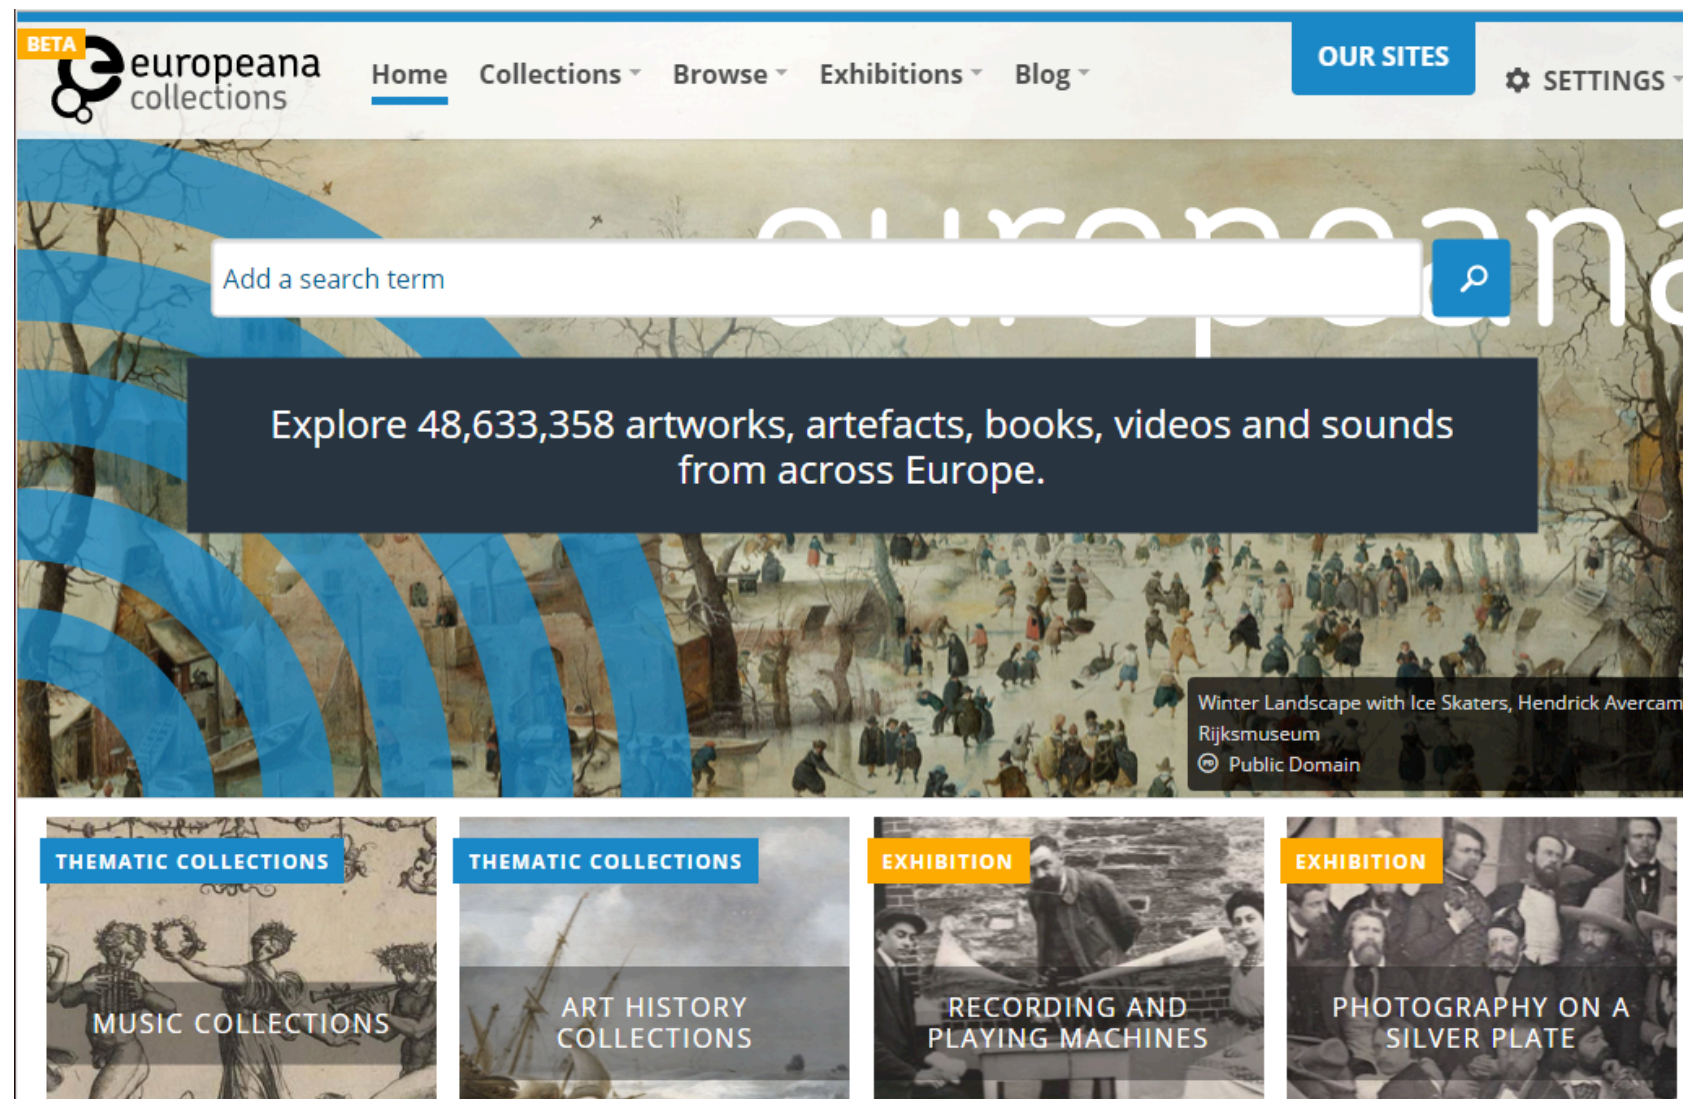 BETA
europeana
collections
Home
Collections
Browse
Exhibitions
Blog
OUR SITES
SETTINGS
europeana
Add a search term
Explore 48,633,358 artworks, artefacts, books, videos and sounds
from across Europe.
Winter Landscape with Ice Skaters, Hendrick Avercam
Rijksmuseum
PD Public Domain
THEMATIC COLLECTIONS
MUSIC COLLECTIONS
THEMATIC COLLECTIONS
ART HISTORY
COLLECTIONS
EXHIBITION
RECORDING AND
PLAYING MACHINES
EXHIBITION
PHOTOGRAPHY ON A
SILVER PLATE